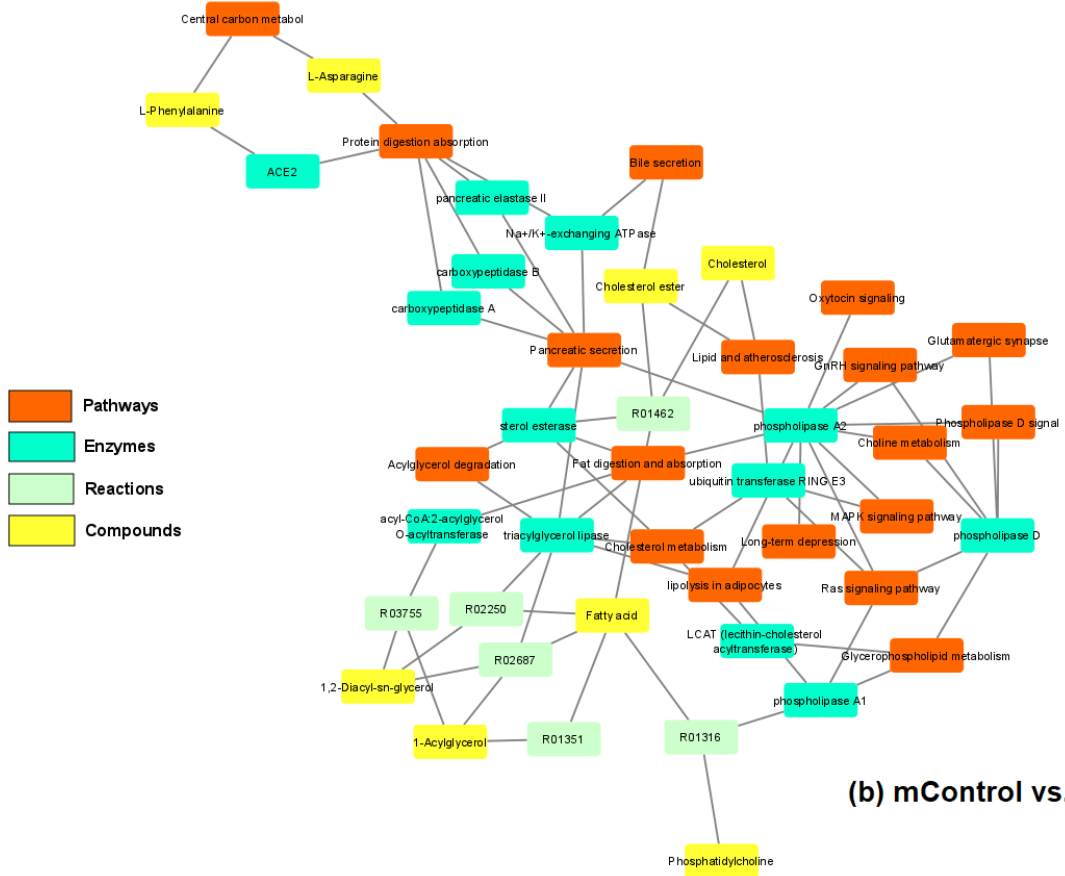 Central carbon metabol
L-Asparagine
L-Phenylalanine
Protein digestion absorption
ACE2
Bile secretion
pancreatic elastase II
Na+/K+-exchanging ATPase
carboxypeptidase B
Cholesterol
Cholesterol ester
carboxypeptidase A
Oxytocin signaling
Pancreatic secretion
Lipid and atherosclerosis
Glutamatergic synapse
GnRH signaling pathway
Pathways
Enzymes
Reactions
Compounds
sterol esterase
R01462
phospholipase A2
Phospholipase D signal
Choline metabolism
Acylglycerol degradation
Fat digestion and absorption
ubiquitin transferase RING E3
acyl-CoA:2-acylglycerol
O-acyltransferase
triacylglycerol lipase
Cholesterol metabolism
Long-term depression
MAPK signaling pathway
phospholipase D
lipolysis in adipocytes
Ras signaling pathway
R03755
R02250
Fatty acid
LCAT (lecithin-cholesterol
acyltransferase)
Glycerophospholipid metabolism
R02687
1,2-Diacyl-sn-glycerol
phospholipase A1
1-Acylglycerol
R01351
R01316
(b) mControl vs.
Phosphatidylcholine